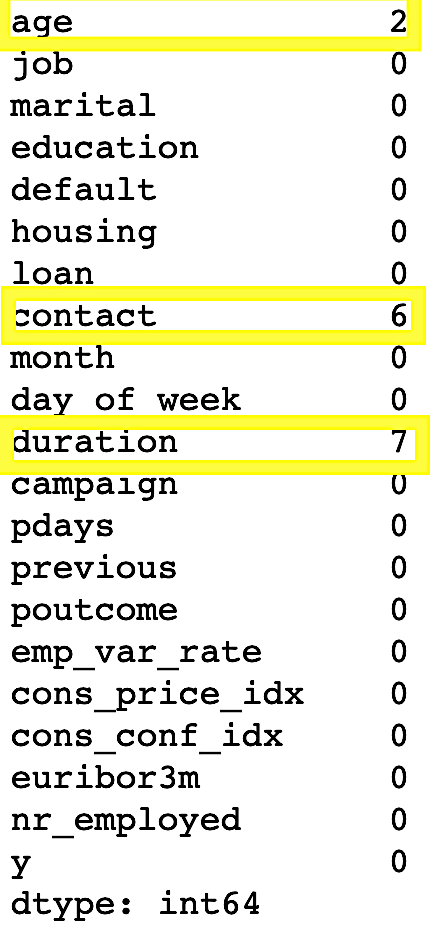 age 2
job 0
marital 0
education 0
default 0
housing 0
loan 0
contact 6
month 0
day of week 0
duration 7
campaign 0
pdays 0
previous 0
poutcome 0
emp_var_rate 0
cons_price_idx 0
cons_conf_idx 0
euribor3m 0
nr_employed 0
y 0
dtype: int64